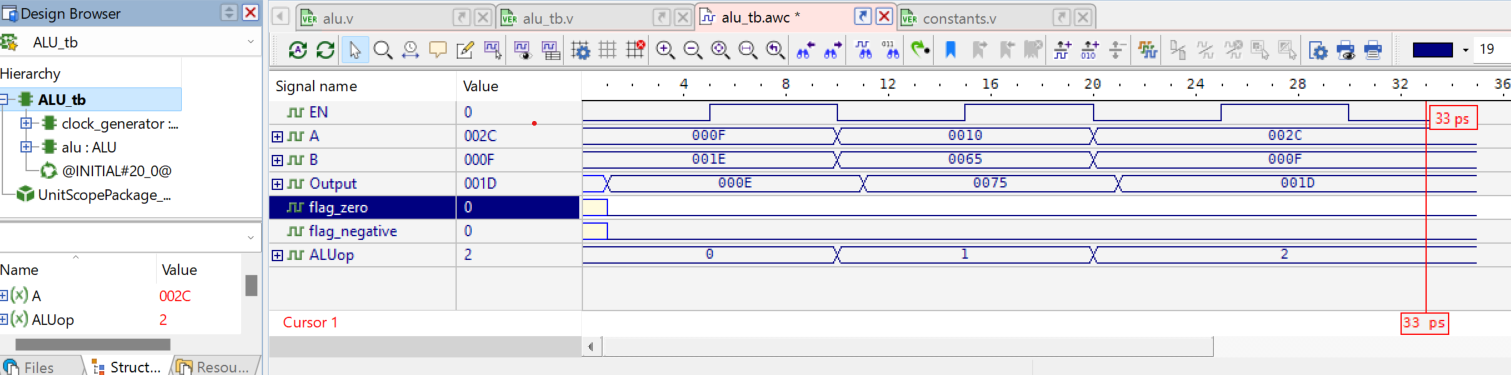 Design Browser
ALU_tb
Hierarchy
ALU_tb
clock_generator :...
alu : ALU
@INITIAL#20_0@
UnitScopePackage_...
Name Value
A 002C
ALUop 2
Files Struct... Resou...
alu.v alu_tb.v alu_tb.awc * constants.v
19
Signal name Value 4 8 12 16 20 24 28 32 36
EN 0 33 ps
A 002C 000F 0010 002C
B 000F 001E 0065 000F
Output 001D 000E 0075 001D
flag_zero 0
flag_negative 0
ALUop 2 0 1 2
Cursor 1 33 ps